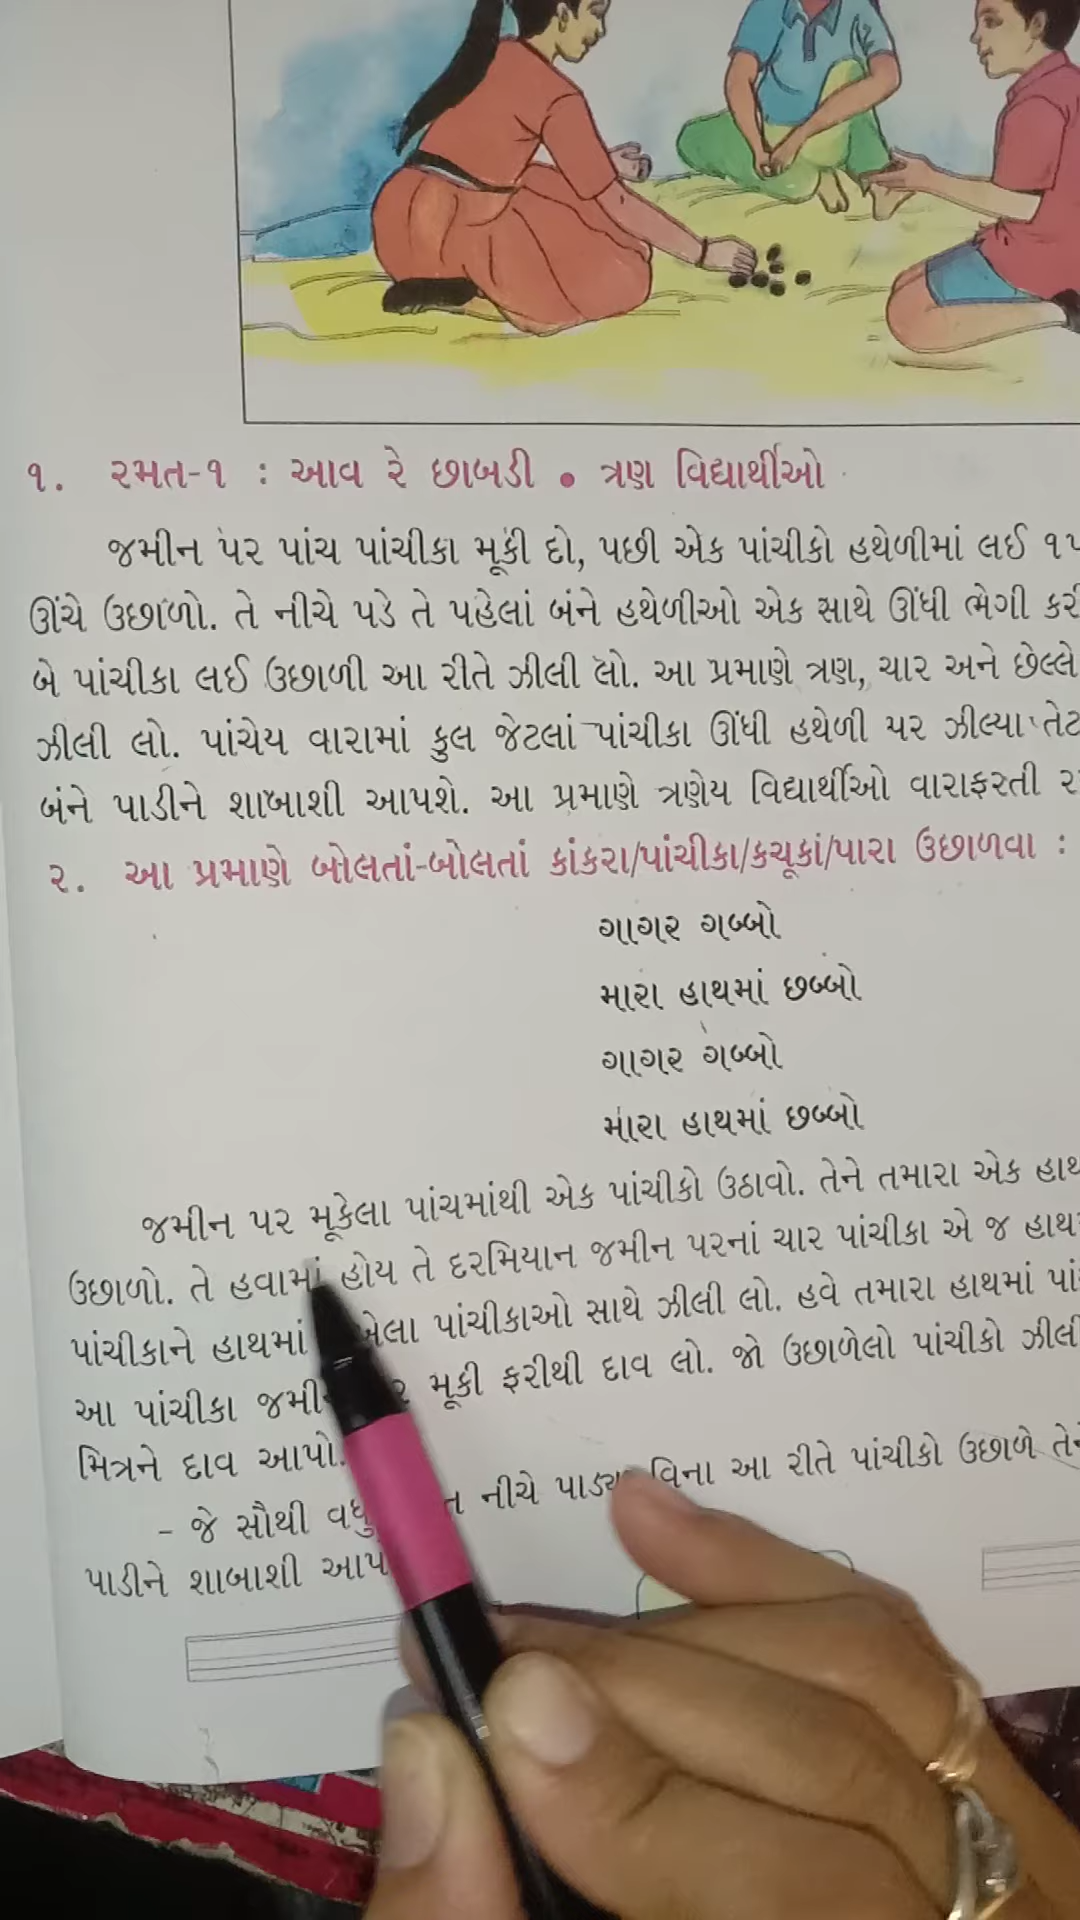 ૧. રમત-૧ : આવ રે છાબડી • ત્રણ વિદ્યાર્થીઓ
જમીન પર પાંચ પાંચીકા મૂકી દો, પછી એક પાંચીકો હથેળીમાં લઈ
ઊંચે ઉછાળો. તે નીચે પડે તે પહેલાં બંને હથેળીઓ એક સાથે ઊંધી ભેગી કરી
બે પાંચીકા લઈ ઉછાળી આ રીતે ઝીલી લો. આ પ્રમાણે ત્રણ, ચાર અને છેલ્લે
ઝીલી લો. પાંચેય વારામાં કુલ જેટલાં પાંચીકા ઊંધી હથેળી પર ઝીલ્યા
બંને પાડીને શાબાશી આપશે. આ પ્રમાણે ત્રણેય વિદ્યાર્થીઓ વારાફરતી
૨. આ પ્રમાણે બોલતાં-બોલતાં કાંકરા/પાંચીકા/કચૂકાં/પારા ઉછાળવા :
ગાગર ગબ્બો
મારા હાથમાં છબ્બો
ગાગર ગબ્બો
મારા હાથમાં છબ્બો
જમીન પર મૂકેલા પાંચમાંથી એક પાંચીકો ઉઠાવો. તેને તમારા એક
ઉછાળો. તે હવામાં હોય તે દરમિયાન જમીન પરનાં ચાર પાંચીકા એ જ
પાંચીકાને હાથમાં પાંચીકાઓ સાથે ઝીલી લો. હવે તમારા હાથમાં
આ પાંચીકા મૂકી ફરીથી દાવ લો. જો ઉછાળેલો પાંચીકો ઝીલી
મિત્રને દાવ આપો.
- જે સૌથી નીચે વિના આ રીતે પાંચીકો ઉછાળે
પાડીને શાબાશી